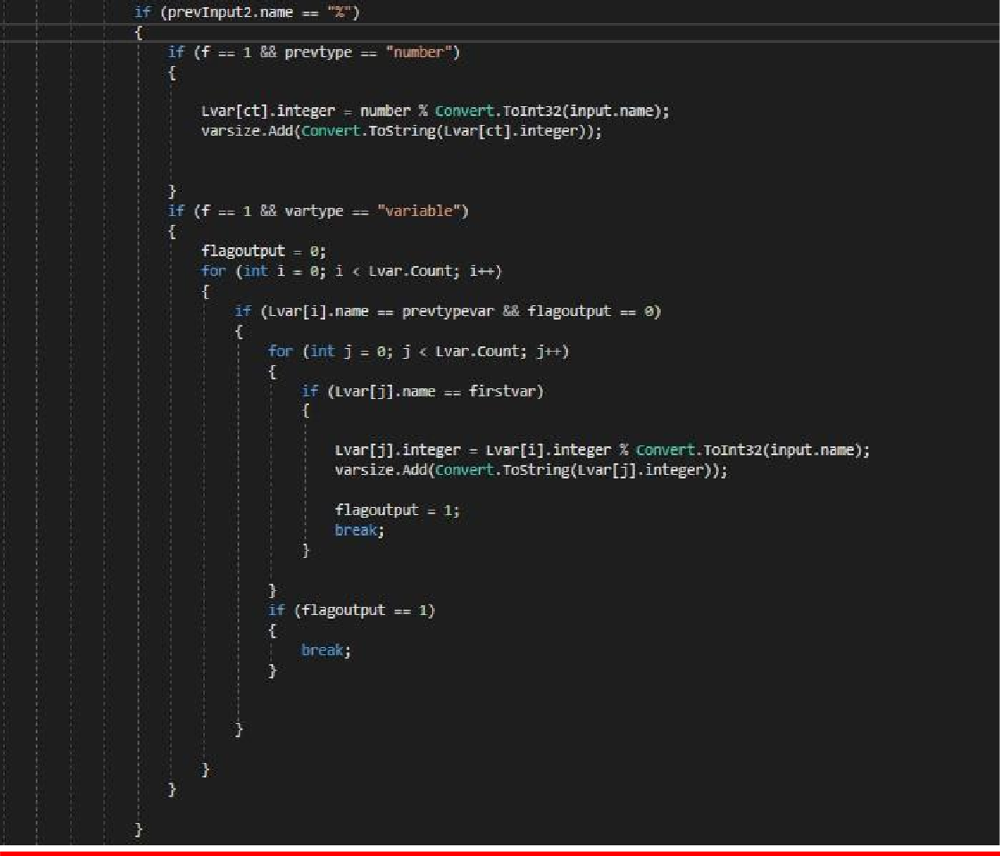 if (prevInput2.name == "%")
{
if (f == 1 && prevtype == "number")
{
Lvar[ct].integer = number % Convert.ToInt32(input.name);
varsize.Add(Convert.ToString(Lvar[ct].integer));
}
if (f == 1 && vartype == "variable")
{
flagoutput = 0;
for (int i = 0; i < Lvar.Count; i++)
{
if (Lvar[i].name == prevtypevar && flagoutput == 0)
{
for (int j = 0; j < Lvar.Count; j++)
{
if (Lvar[j].name == firstvar)
{
Lvar[j].integer = Lvar[i].integer % Convert.ToInt32(input.name);
varsize.Add(Convert.ToString(Lvar[j].integer));
flagoutput = 1;
break;
}
}
if (flagoutput == 1)
{
break;
}
}
}
}
}